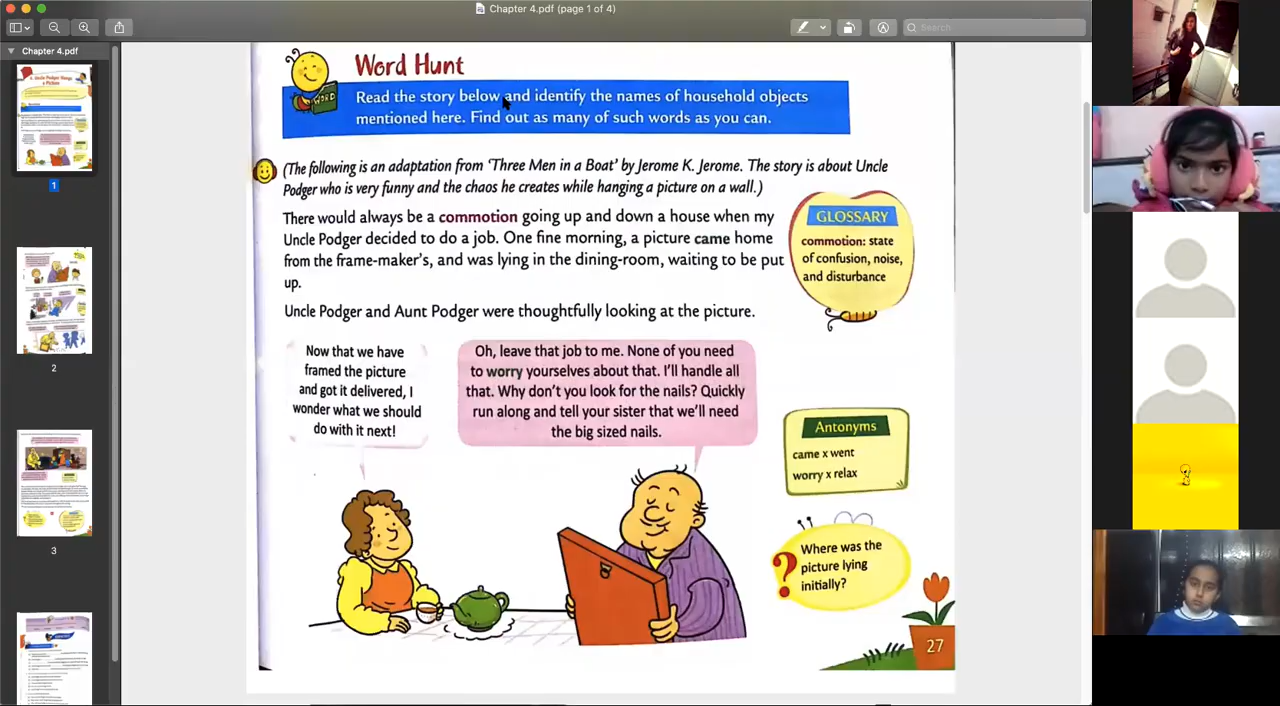 Chapter 4.pdf (page 1 of 4)
Search
Chapter 4.pdf
1
2
3
Word Hunt
WORD
Read the story below and identify the names of household objects
mentioned here. Find out as many of such words as you can.
(The following is an adaptation from 'Three Men in a Boat' by Jerome K. Jerome. The story is about Uncle
Podger who is very funny and the chaos he creates while hanging a picture on a wall.)
There would always be a commotion going up and down a house when my
Uncle Podger decided to do a job. One fine morning, a picture came home
from the frame-maker's, and was lying in the dining-room, waiting to be put
up.
Uncle Podger and Aunt Podger were thoughtfully looking at the picture.
GLOSSARY
commotion: state
of confusion, noise,
and disturbance
Now that we have
framed the picture
and got it delivered, I
wonder what we should
do with it next!
Oh, leave that job to me. None of you need
to worry yourselves about that. I'll handle all
that. Why don't you look for the nails? Quickly
run along and tell your sister that we'll need
the big sized nails.
Antonyms
came x went
worry x relax
?
Where was the
picture lying
initially?
27